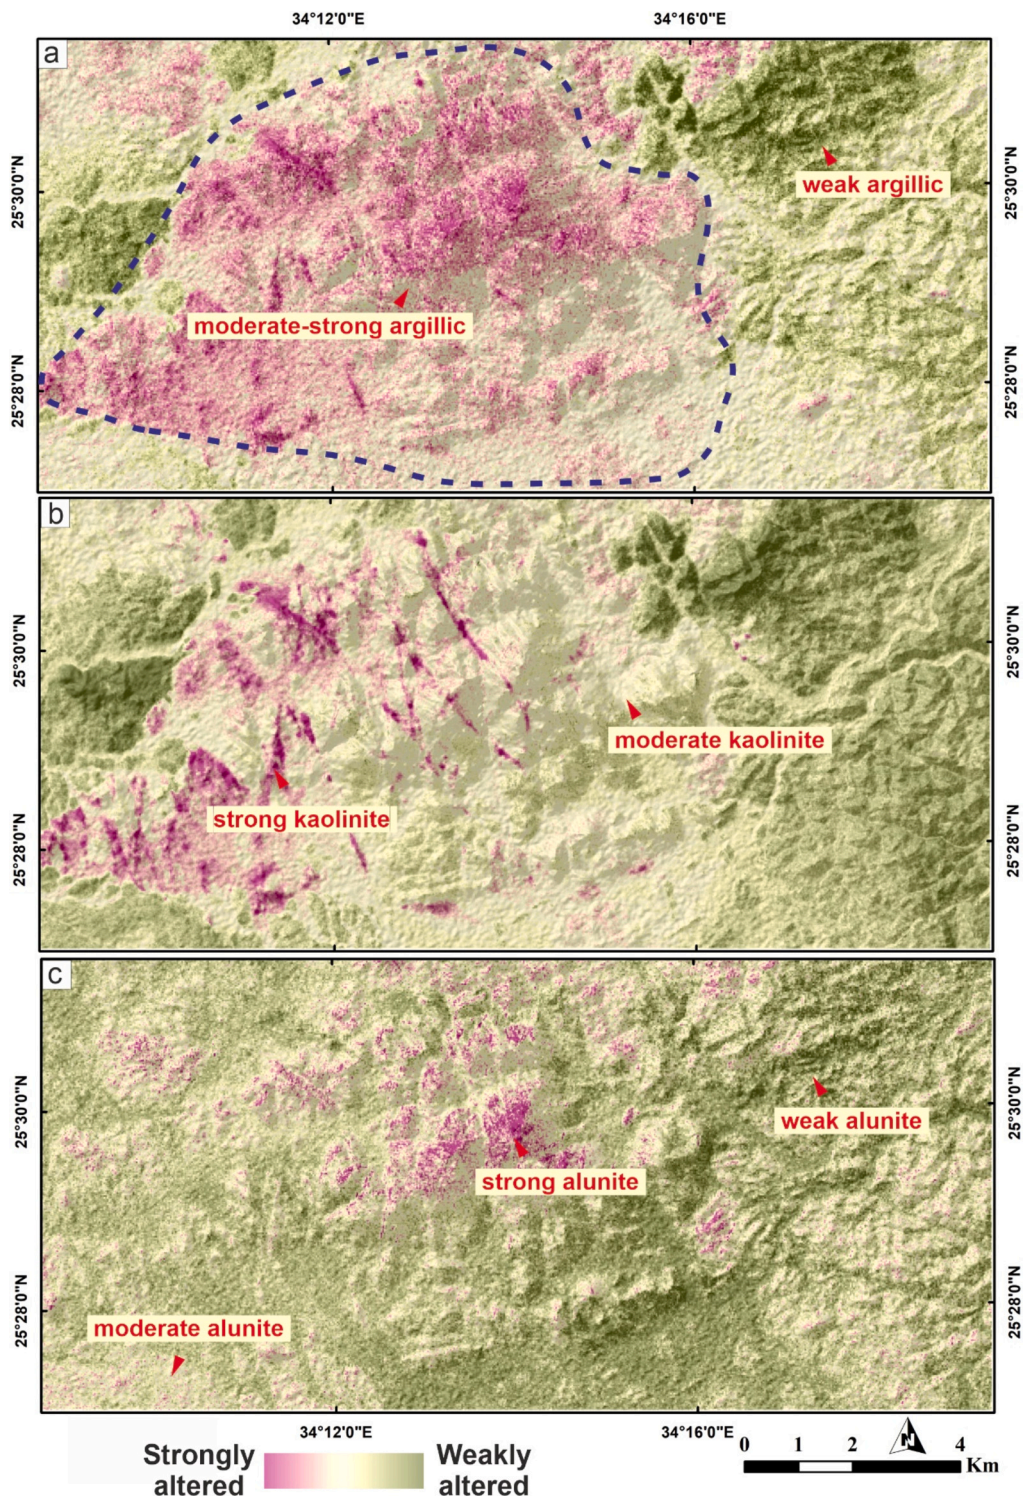 34°12'0"E 34°16'0"E
a
25°30'0"N
25°30'0"N
weak argillic
moderate-strong argillic
25°28'0"N
25°28'0"N
b
25°30'0"N
25°30'0"N
moderate kaolinite
strong kaolinite
25°28'0"N
25°28'0"N
c
25°30'0"N
25°30'0"N
weak alunite
strong alunite
25°28'0"N
25°28'0"N
moderate alunite
34°12'0"E 34°16'0"E
Strongly
altered
Weakly
altered
N
0 1 2 4
Km